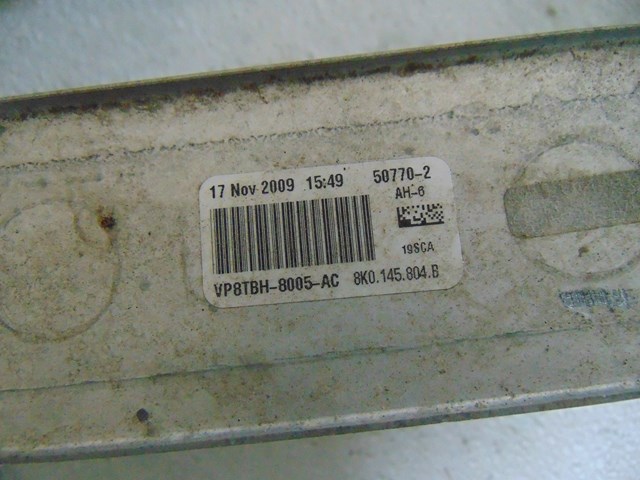 17 Nov 2009 15:49 50770-2
AH-6
19SCA
VP8TBH-8005-AC 8K0.145.804.B